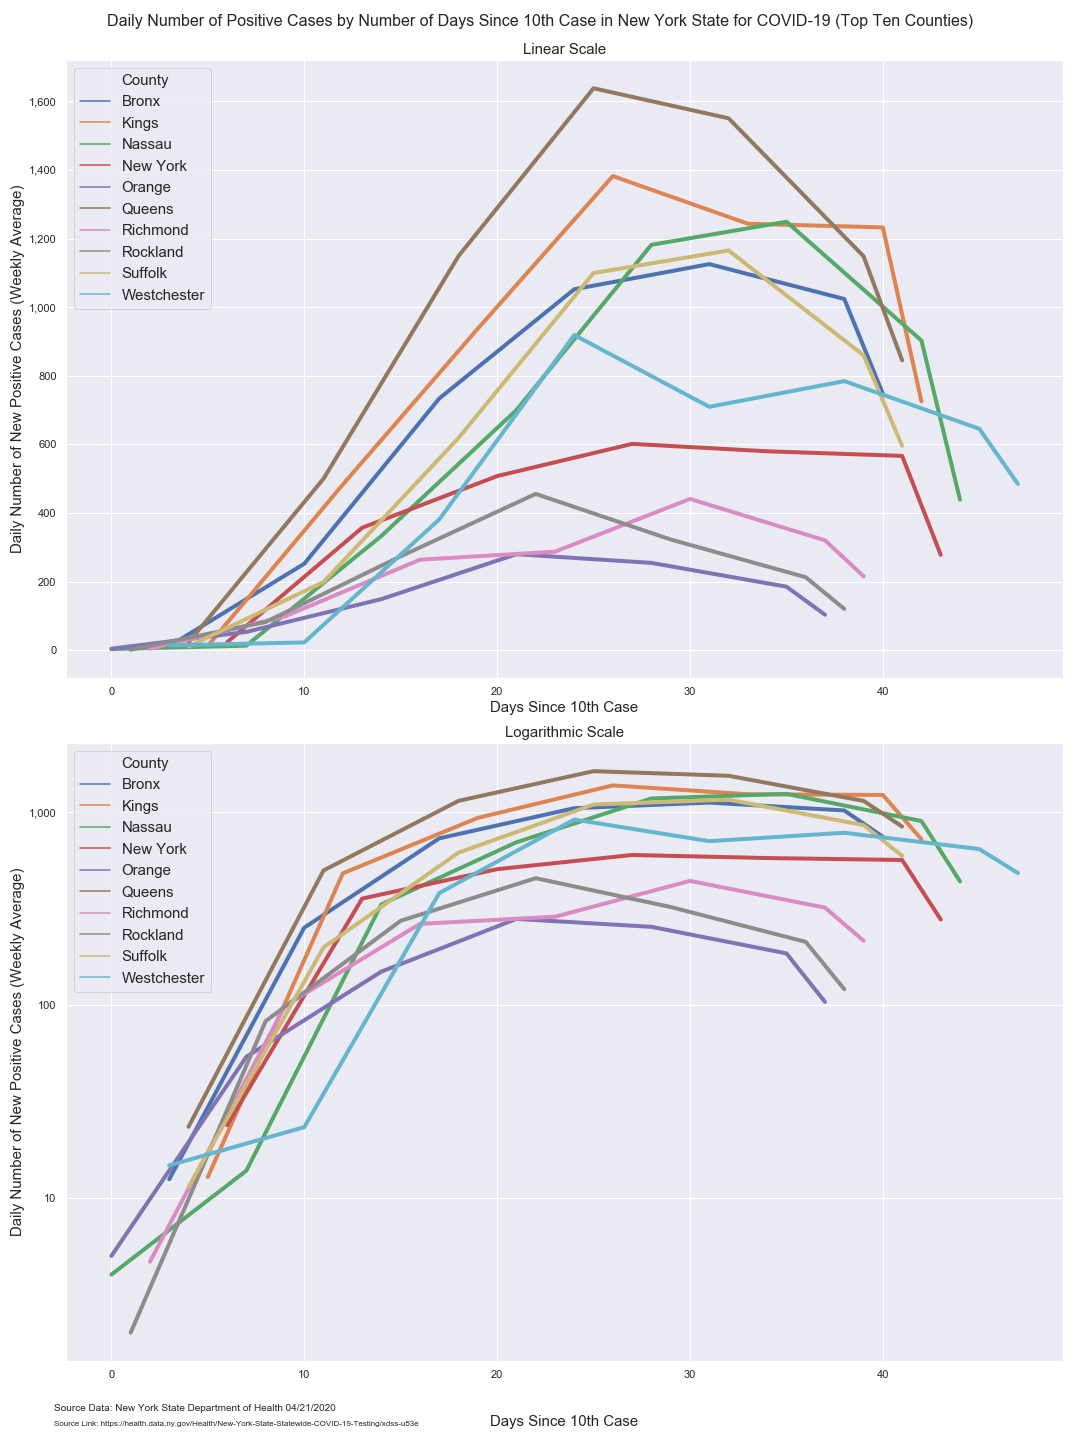 Daily Number of Positive Cases by Number of Days Since 10th Case in New York State for COVID-19 (Top Ten Counties)
Linear Scale
County
Bronx
Kings
Nassau
New York
Orange
Queens
Richmond
Rockland
Suffolk
Westchester
Daily Number of New Positive Cases (Weekly Average)
1,600
1,400
1,200
1,000
800
600
400
200
0
0 10 20 30 40
Days Since 10th Case
Logarithmic Scale
County
Bronx
Kings
Nassau
New York
Orange
Queens
Richmond
Rockland
Suffolk
Westchester
Daily Number of New Positive Cases (Weekly Average)
1,000
100
10
0 10 20 30 40
Source Data: New York State Department of Health 04/21/2020
Source Link: https://health.data.ny.gov/Health/New-York-State-Statewide-COVID-19-Testing/xdss-u53e
Days Since 10th Case